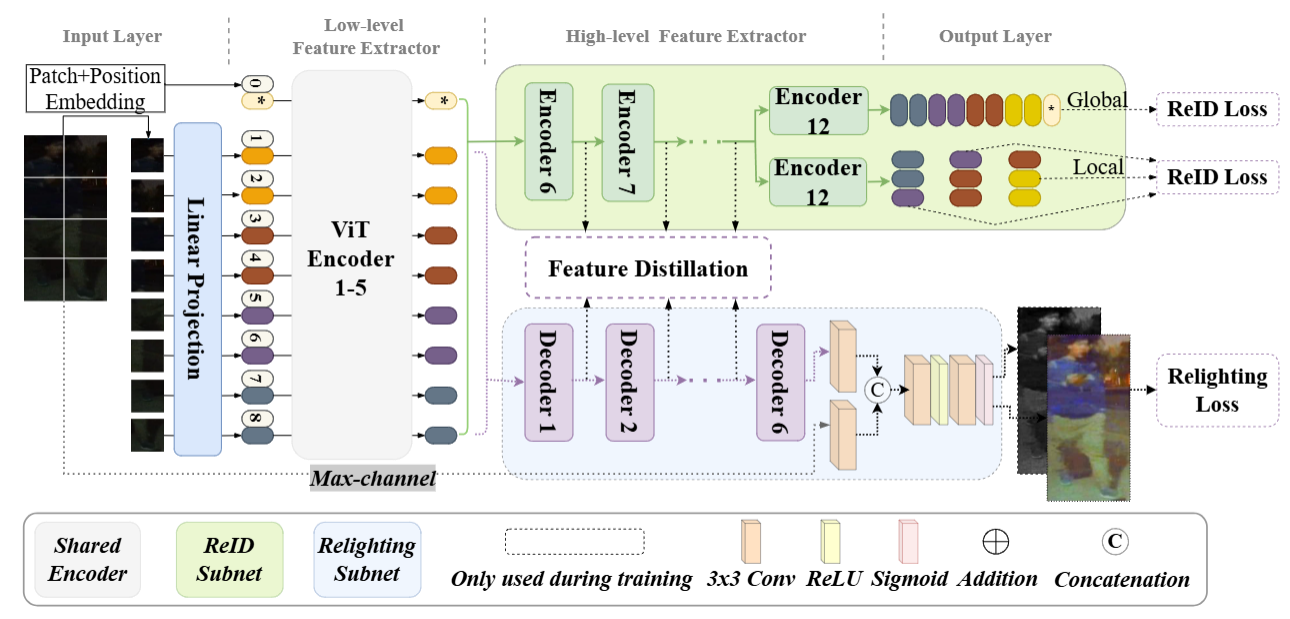 Input Layer
Low-level
Feature Extractor
High-level Feature Extractor
Output Layer
Patch+Position
Embedding
0
*
*
1
2
3
4
5
6
7
8
Linear Projection
ViT
Encoder
1-5
Encoder 6
Encoder 7
Encoder
12
Encoder
12
*
Global
Local
ReID Loss
ReID Loss
Feature Distillation
Decoder 1
Decoder 2
Decoder 6
C
Relighting
Loss
Max-channel
Shared
Encoder
ReID
Subnet
Relighting
Subnet
Only used during training
3x3 Conv
ReLU
Sigmoid
Addition
C
Concatenation